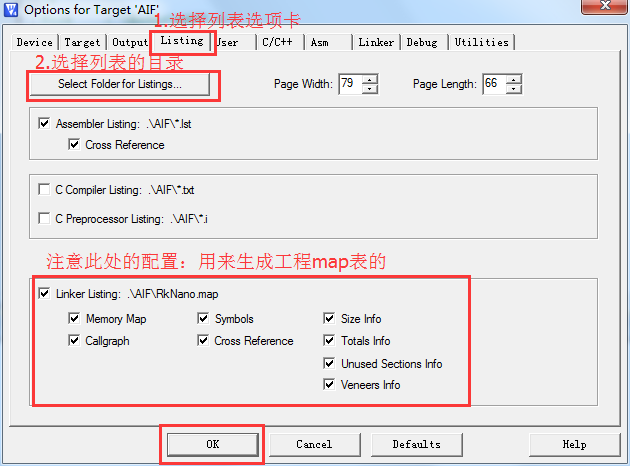 Options for Target 'AIF'
1.选择列表选项卡
Device Target Output Listing User C/C++ Asm Linker Debug Utilities
2.选择列表的目录
Select Folder for Listings... Page Width: 79 Page Length: 66
Assembler Listing: .\AIF\*.lst
Cross Reference
C Compiler Listing: .\AIF\*.txt
C Preprocessor Listing: .\AIF\*.i
注意此处的配置：用来生成工程map表的
Linker Listing: .\AIF\RkNano.map
Memory Map Symbols Size Info
Callgraph Cross Reference Totals Info
Unused Sections Info
Veneers Info
OK Cancel Defaults Help